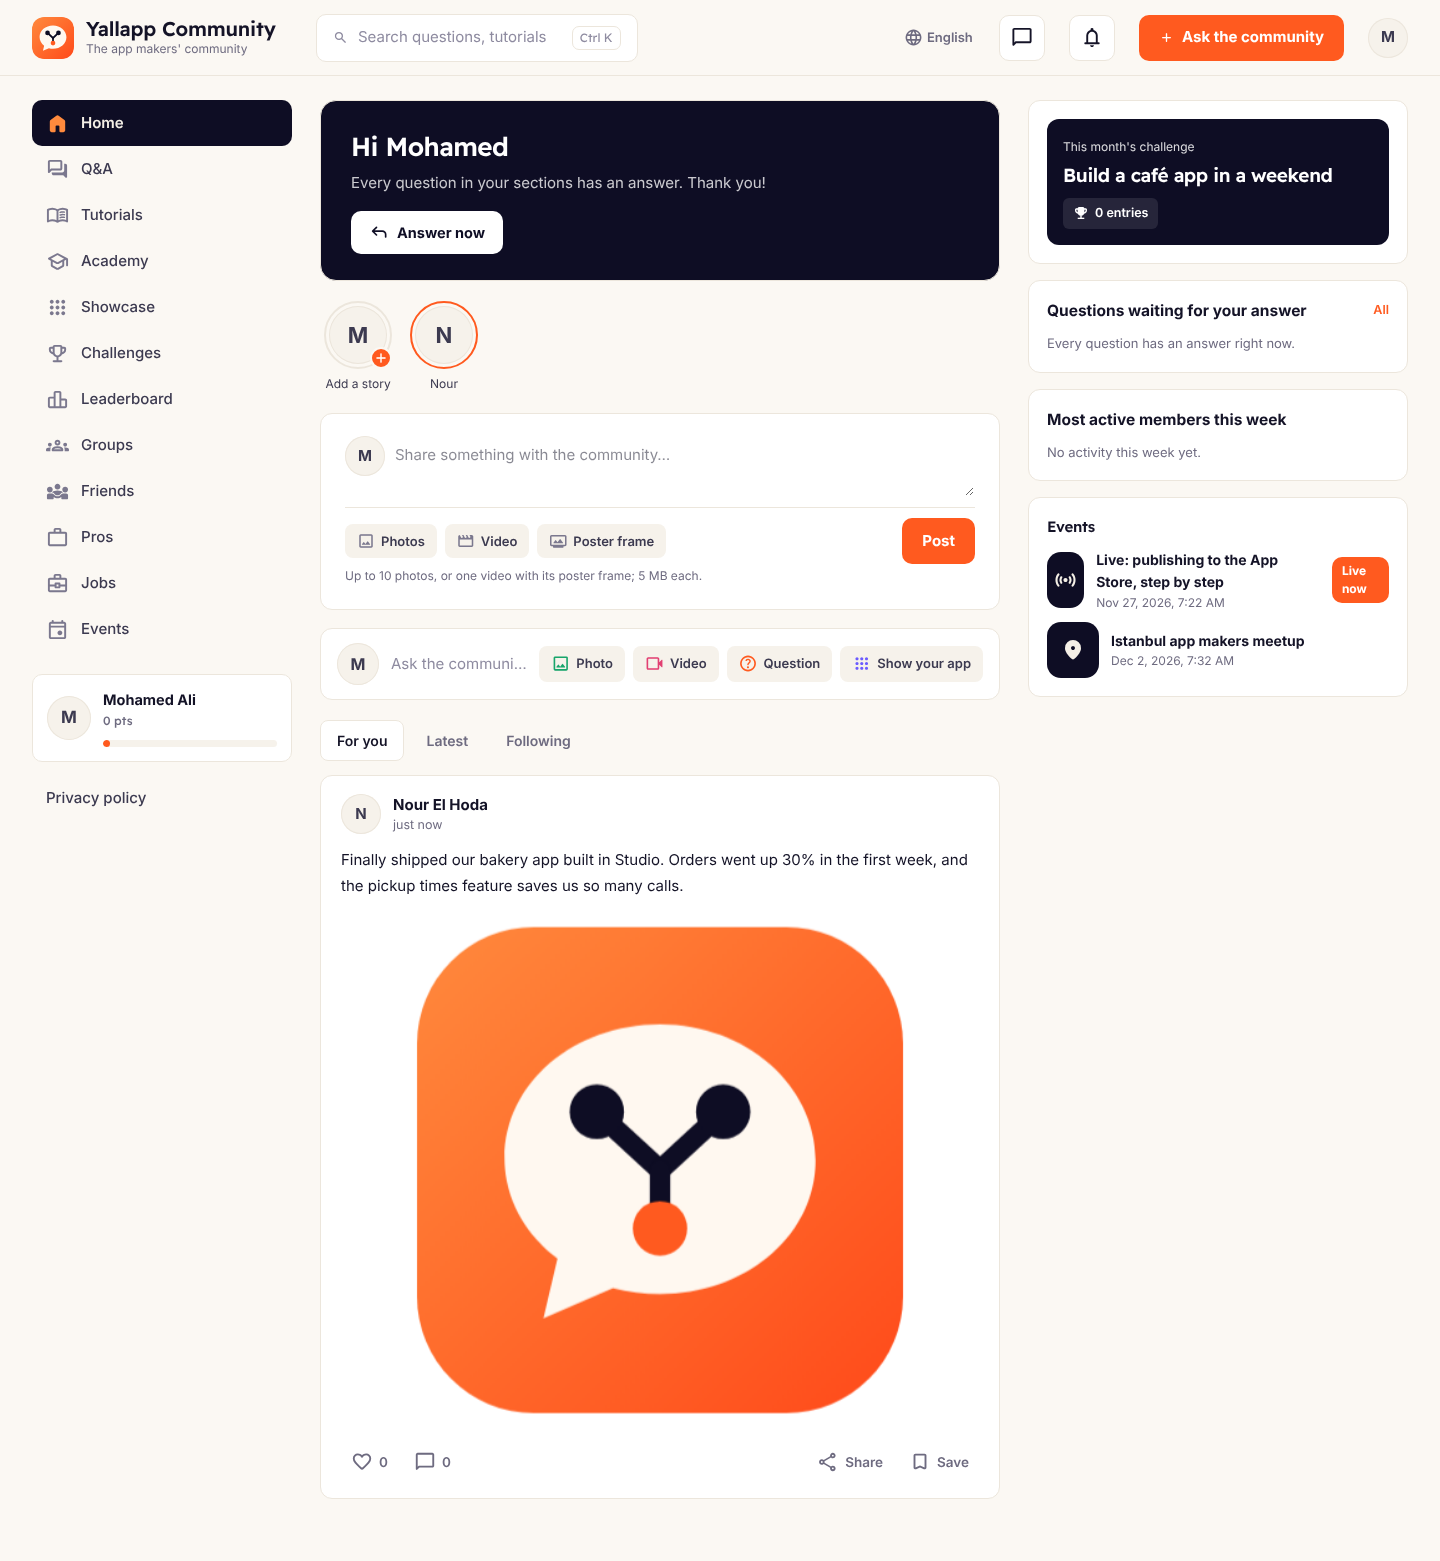 Yallapp Community
The app makers' community
Search questions, tutorials
Ctrl K
English
Ask the community
M
Home
Q&A
Tutorials
Academy
Showcase
Challenges
Leaderboard
Groups
Friends
Pros
Jobs
Events
M
Mohamed Ali
0 pts
Privacy policy
Hi Mohamed
Every question in your sections has an answer. Thank you!
Answer now
M
Add a story
N
Nour
M
Share something with the community...
Photos
Video
Poster frame
Post
Up to 10 photos, or one video with its poster frame; 5 MB each.
M
Ask the communi...
Photo
Video
Question
Show your app
For you
Latest
Following
N
Nour El Hoda
just now
Finally shipped our bakery app built in Studio. Orders went up 30% in the first week, and
the pickup times feature saves us so many calls.
0
0
Share
Save
This month's challenge
Build a café app in a weekend
0 entries
Questions waiting for your answer
All
Every question has an answer right now.
Most active members this week
No activity this week yet.
Events
Live: publishing to the App
Store, step by step
Nov 27, 2026, 7:22 AM
Live
now
Istanbul app makers meetup
Dec 2, 2026, 7:32 AM